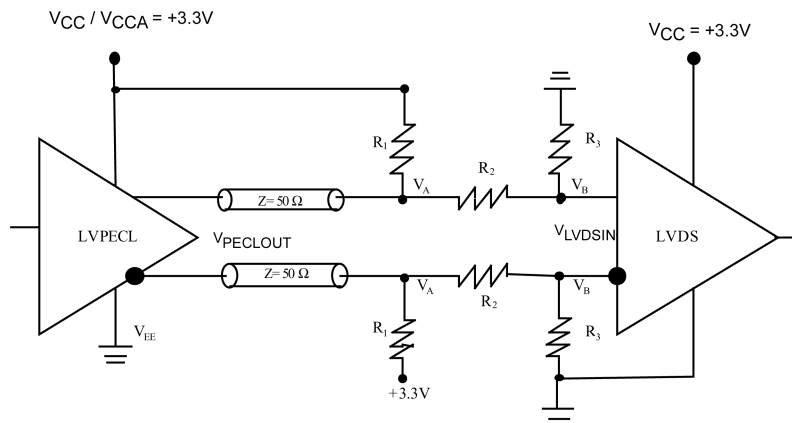 VCC / VCCA = +3.3V
VCC = +3.3V
R1
R3
R2
VA
VB
Z= 50 Ω
LVPECL
VPECLOUT
VLVDSIN
LVDS
Z= 50 Ω
VA
VB
R2
R1
R3
VEE
+3.3V